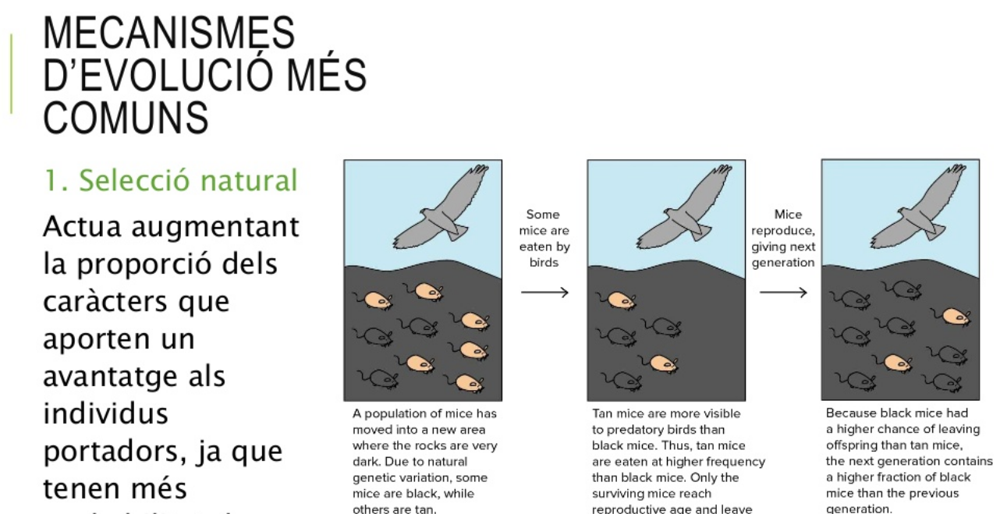 MECANISMES
D'EVOLUCIÓ MÉS
COMUNS
1. Selecció natural
Actua augmentant
la proporció dels
caràcters que
aporten un
avantatge als
individus
portadors, ja que
tenen més
Some
mice are
eaten by
birds
Mice
reproduce,
giving next
generation
A population of mice has
moved into a new area
where the rocks are very
dark. Due to natural
genetic variation, some
mice are black, while
others are tan.
Tan mice are more visible
to predatory birds than
black mice. Thus, tan mice
are eaten at higher frequency
than black mice. Only the
surviving mice reach
reproductive age and leave
Because black mice had
a higher chance of leaving
offspring than tan mice,
the next generation contains
a higher fraction of black
mice than the previous
generation.